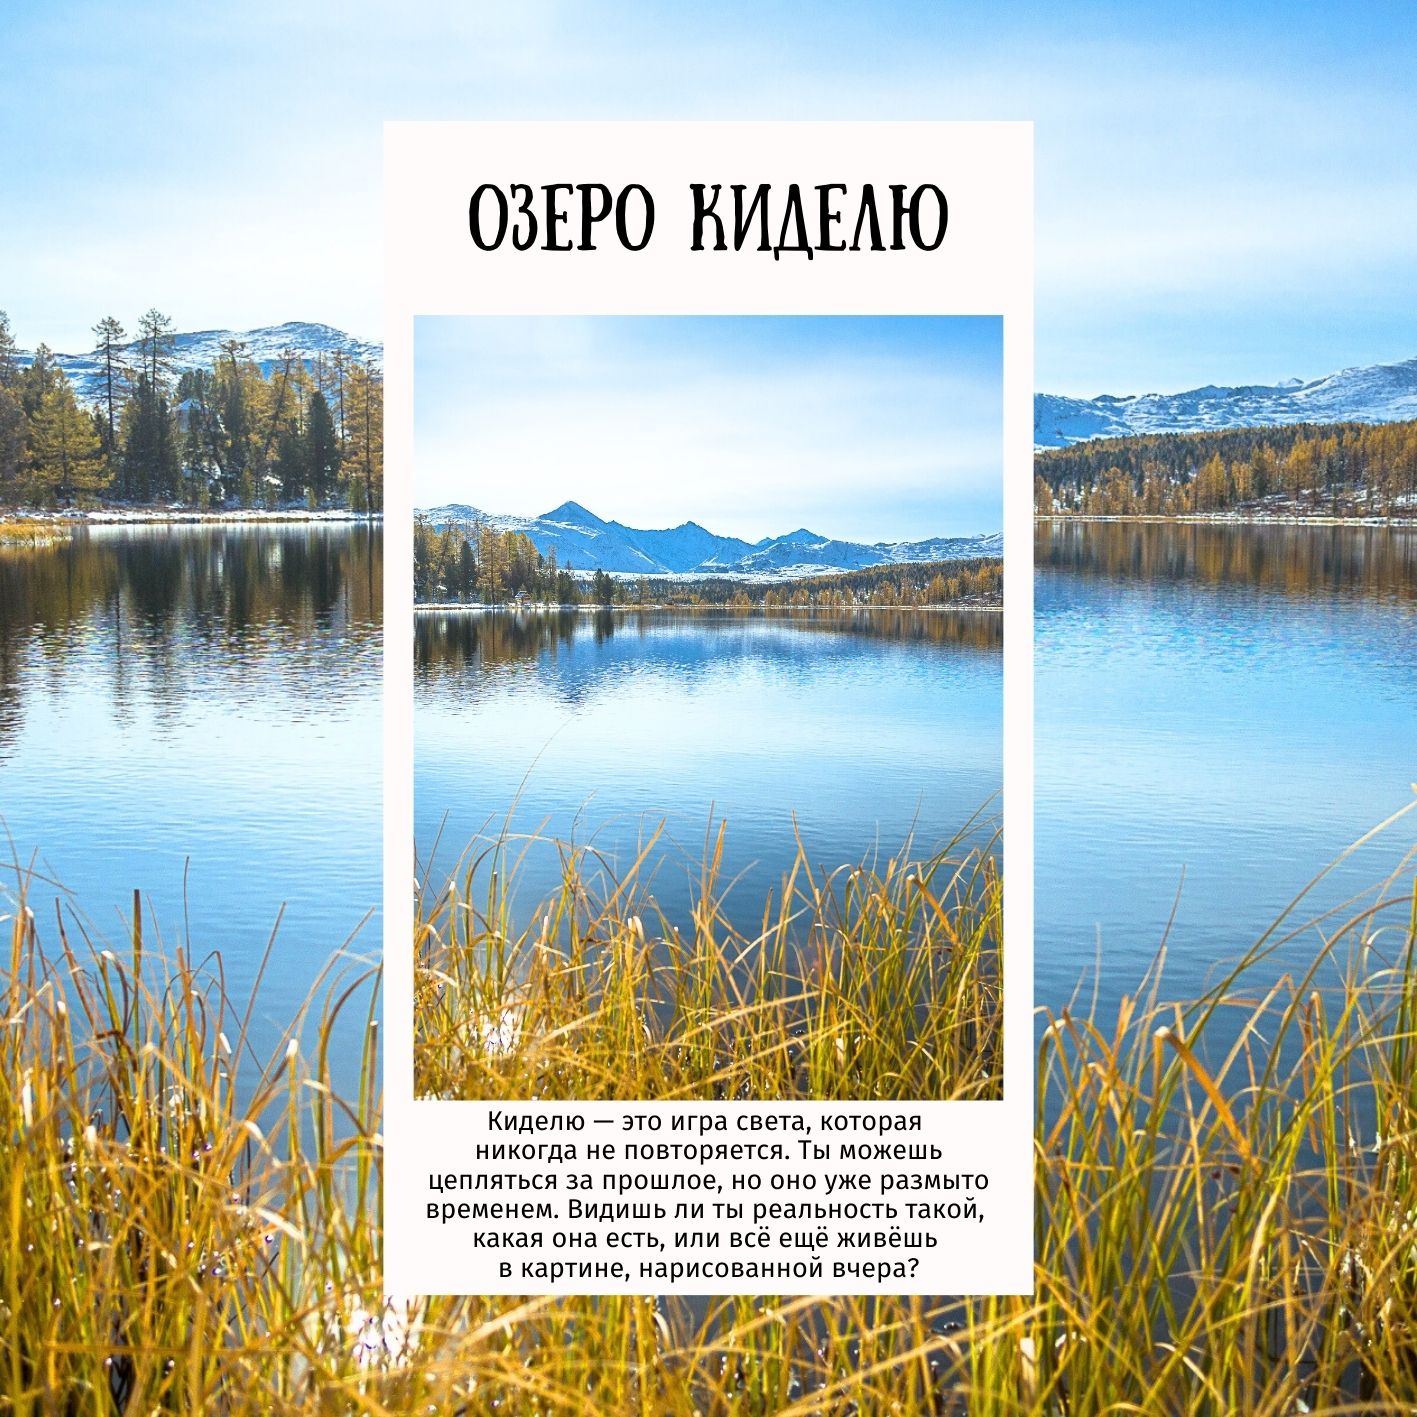 ОЗЕРО КИДЕЛЮ
Киделю — это игра света, которая
никогда не повторяется. Ты можешь
цепляться за прошлое, но оно уже размыто
временем. Видишь ли ты реальность такой,
какая она есть, или всё ещё живёшь
в картине, нарисованной вчера?